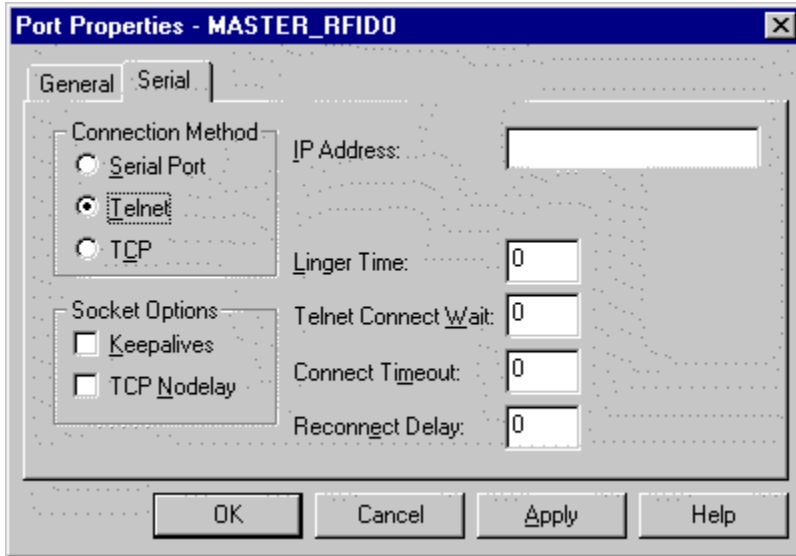 Port Properties - MASTER_RFID0
General Serial
Connection Method
Serial Port
Telnet
TCP
Socket Options
Keepalives
TCP Nodelay
IP Address:
Linger Time: 0
Telnet Connect Wait: 0
Connect Timeout: 0
Reconnect Delay: 0
OK Cancel Apply Help